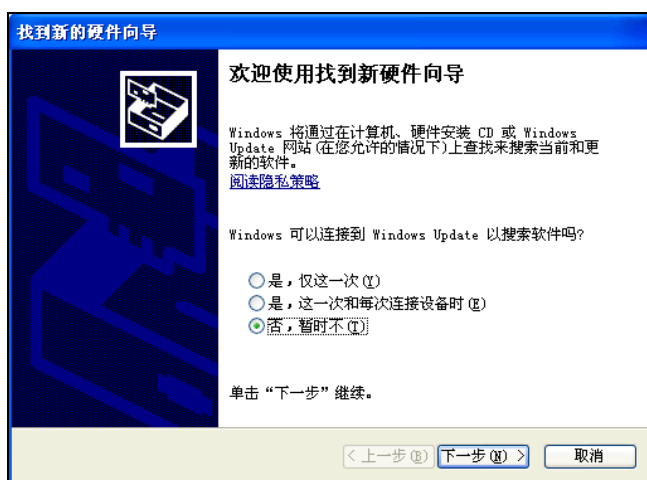 找到新的硬件向导
欢迎使用找到新硬件向导
Windows 将通过在计算机、硬件安装 CD 或 Windows
Update 网站(在您允许的情况下)上查找来搜索当前和更
新的软件。
阅读隐私策略
Windows 可以连接到 Windows Update 以搜索软件吗?
是，仅这一次(Y)
是，这一次和每次连接设备时(E)
否，暂时不(T)
单击“下一步”继续。
< 上一步(B) 下一步(N) > 取消